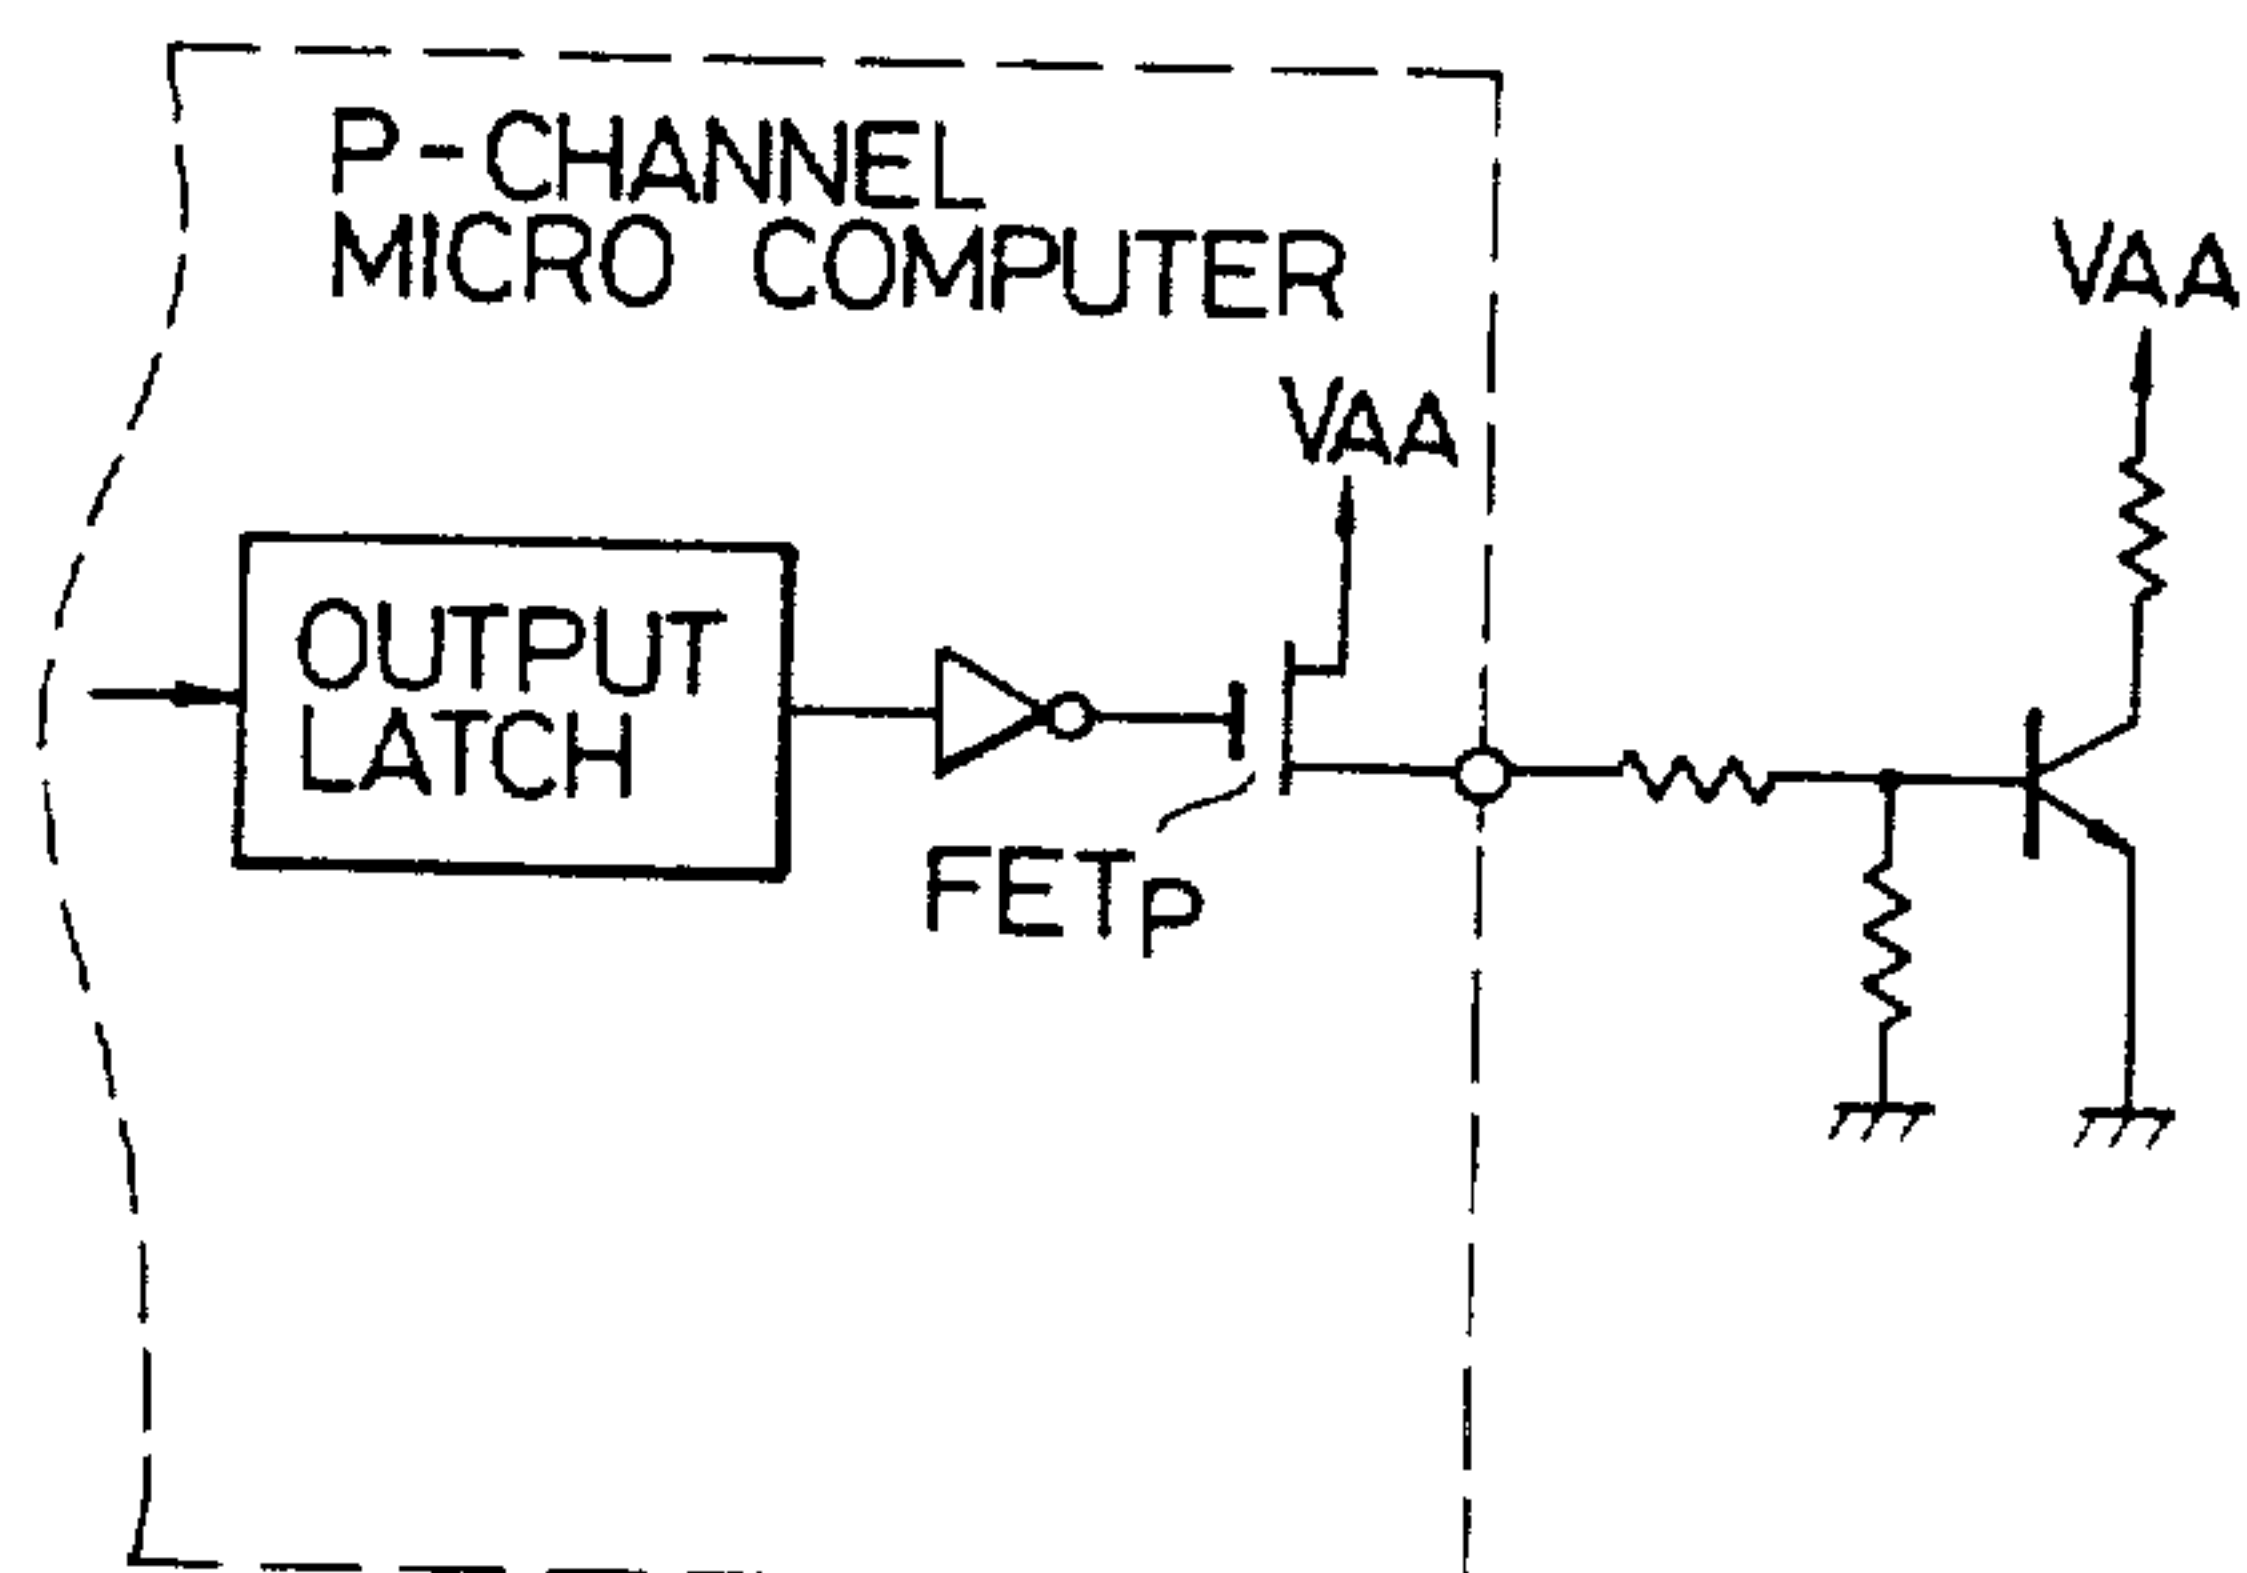 P-CHANNEL
MICRO COMPUTER
VAA
VAA
OUTPUT
LATCH
FETP